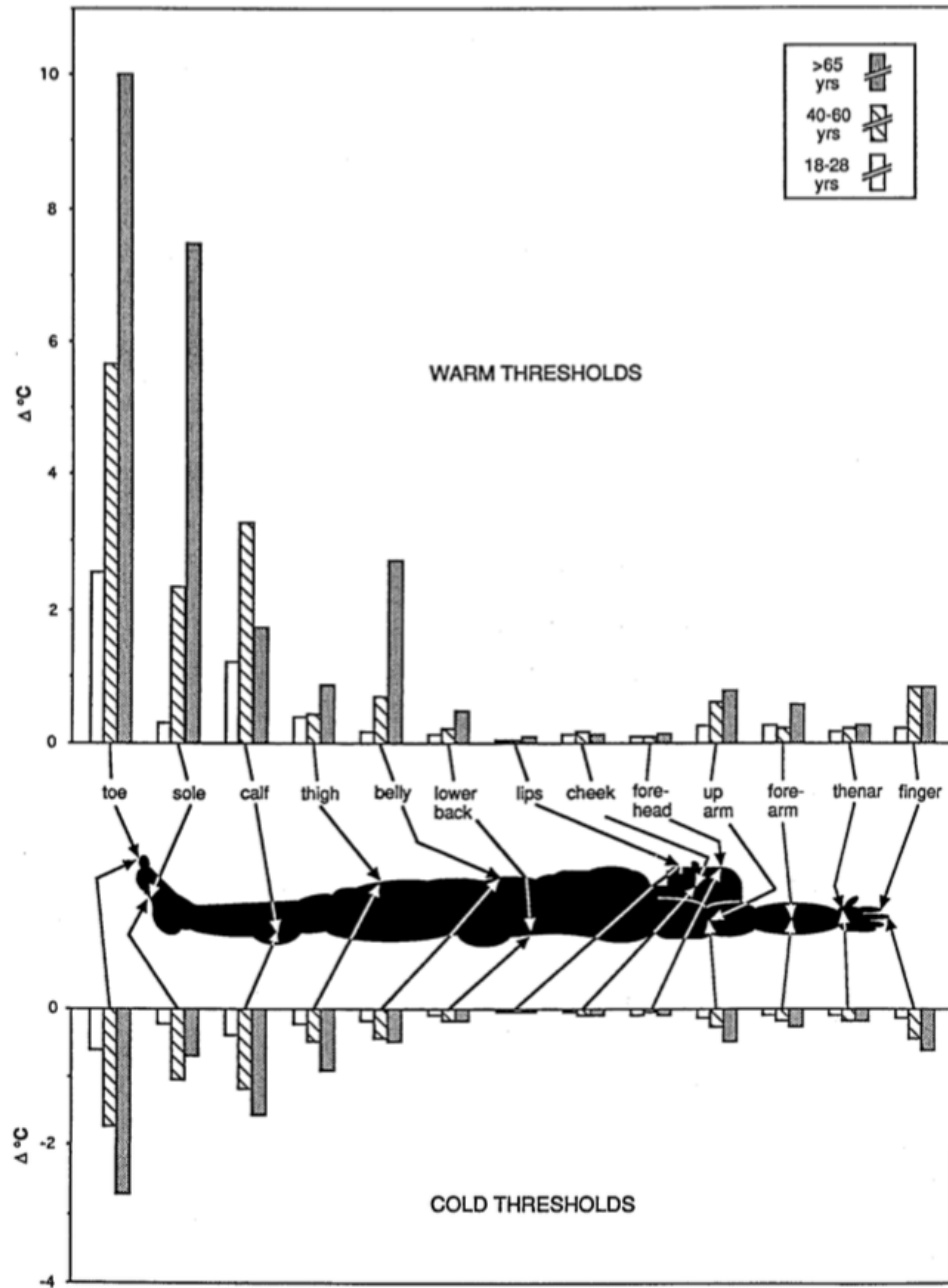 10
8
6
4
2
0
Δ °C
>65
yrs
40-60
yrs
18-28
yrs
WARM THRESHOLDS
toe
sole
calf
thigh
belly
lower
back
lips
cheek
fore-
head
up
arm
fore-
arm
thenar
finger
0
-2
-4
Δ °C
COLD THRESHOLDS